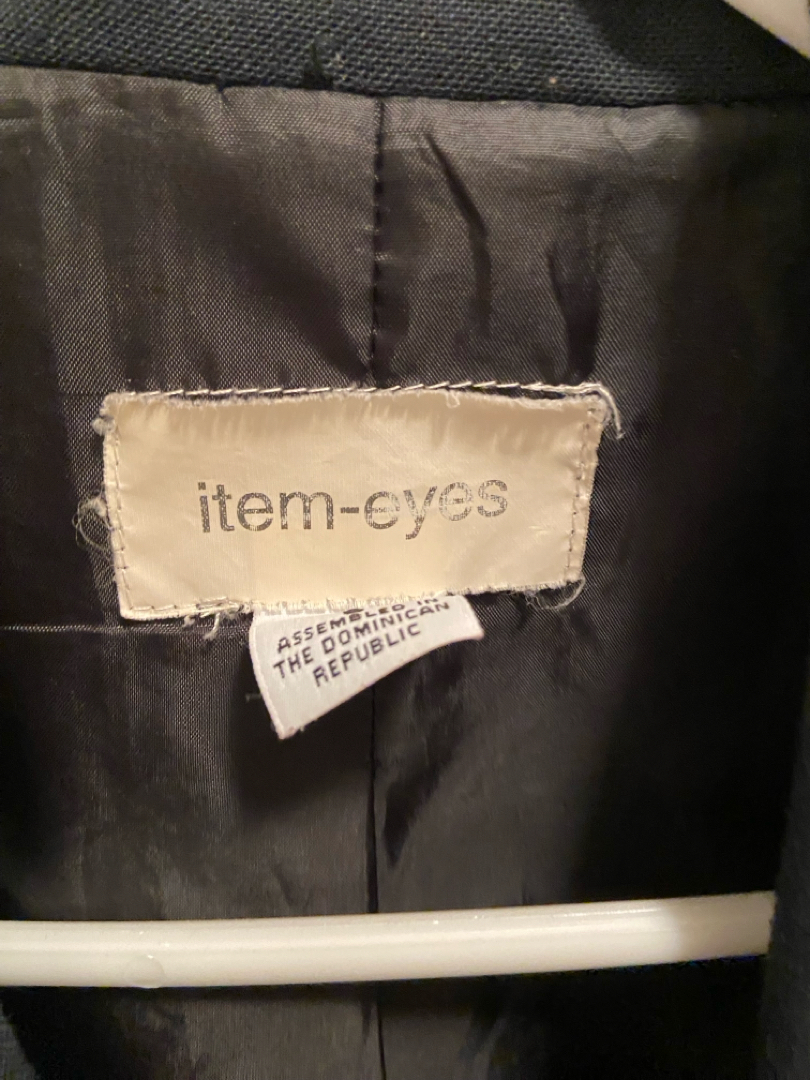 item-eyes
ASSEMBLED IN
THE DOMINICAN
REPUBLIC